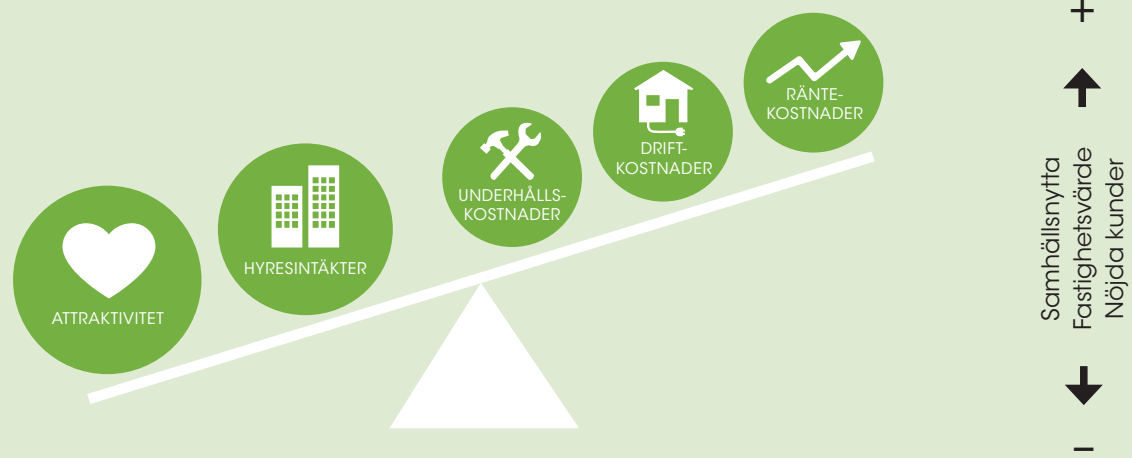 ATTRAKTIVITET
HYRESINTÄKTER
UNDERHÅLLS-
KOSTNADER
DRIFT-
KOSTNADER
RÄNTE-
KOSTNADER
+
Samhällsnytta
Fastighetsvärde
Nöjda kunder
–